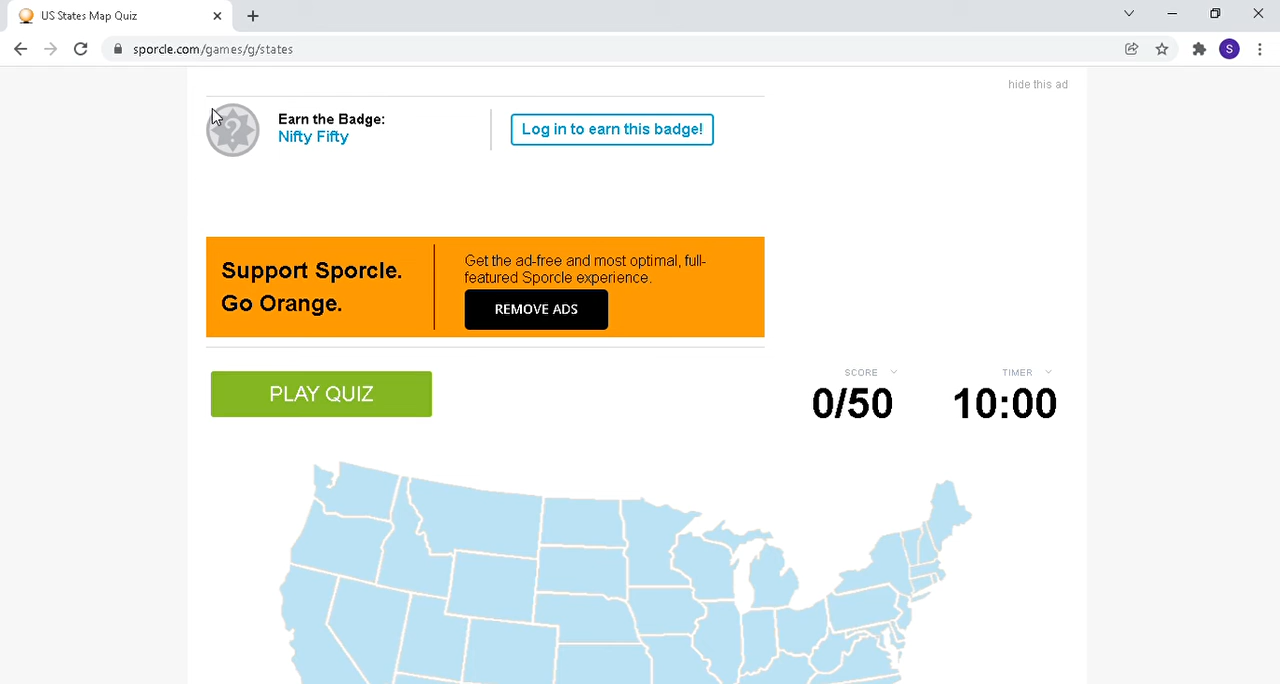 US States Map Quiz
sporcle.com/games/g/states
S
hide this ad
?
Earn the Badge:
Nifty Fifty
Log in to earn this badge!
Support Sporcle.
Go Orange.
Get the ad-free and most optimal, full-
featured Sporcle experience.
REMOVE ADS
PLAY QUIZ
SCORE
0/50
TIMER
10:00